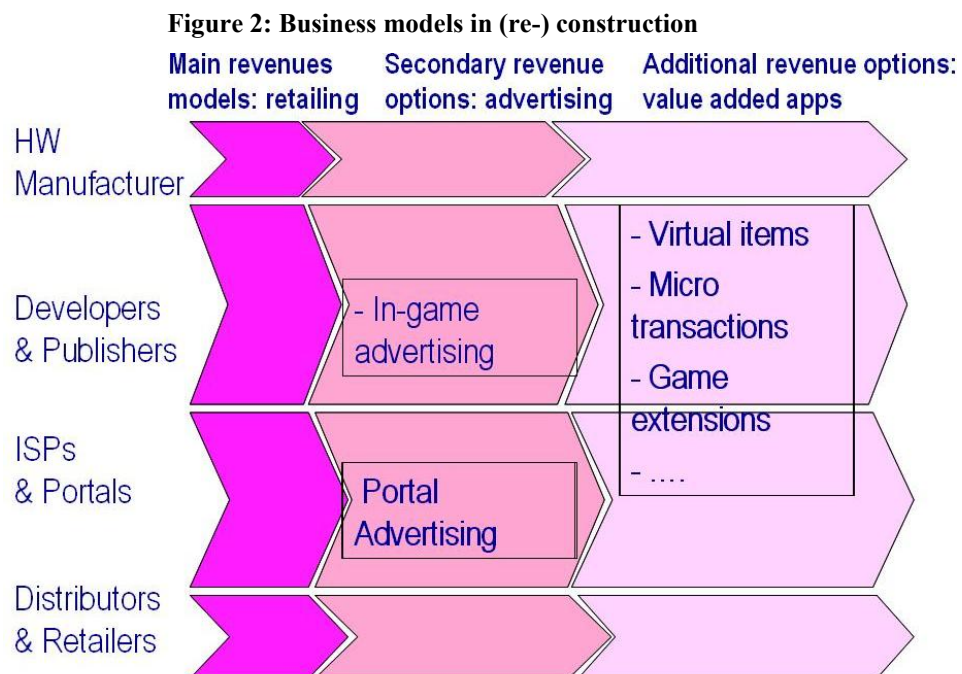 Figure 2: Business models in (re-) construction
Main revenues
models: retailing
Secondary revenue
options: advertising
Additional revenue options:
value added apps
HW
Manufacturer
Developers
& Publishers
- In-game
advertising
- Virtual items
- Micro
transactions
- Game
extensions
- ....
ISPs
& Portals
Portal
Advertising
Distributors
& Retailers